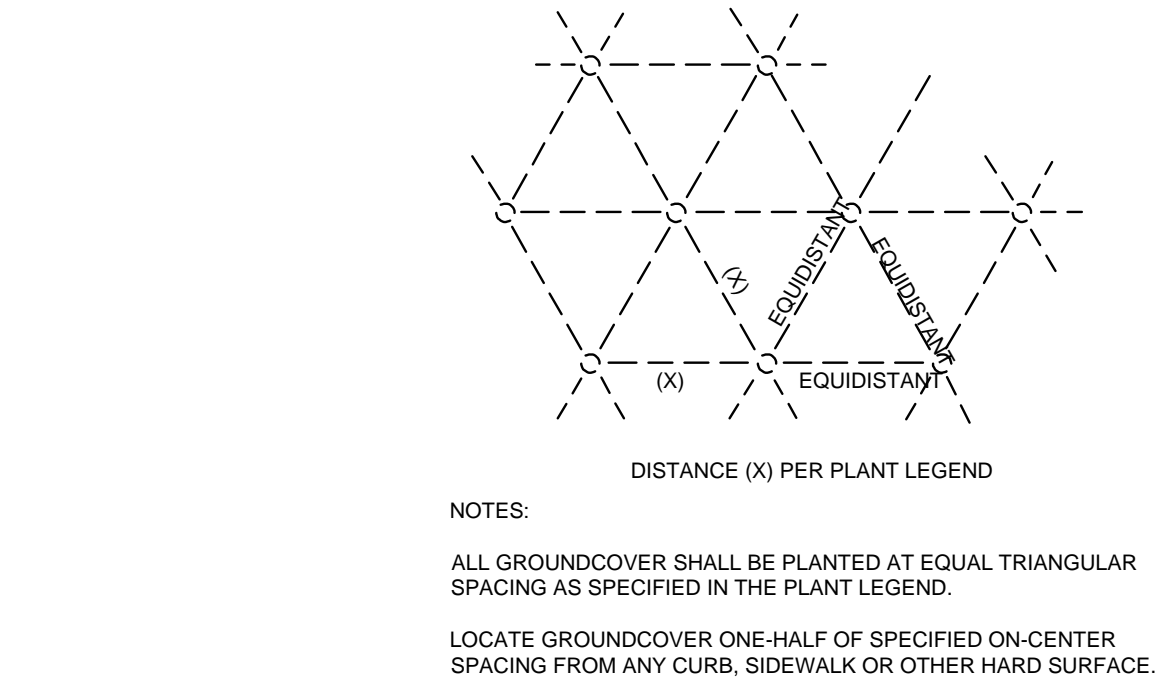 EQUIDISTANT
EQUIDISTANT
(X)
(X)
EQUIDISTANT
DISTANCE (X) PER PLANT LEGEND
NOTES:
ALL GROUNDCOVER SHALL BE PLANTED AT EQUAL TRIANGULAR
SPACING AS SPECIFIED IN THE PLANT LEGEND.
LOCATE GROUNDCOVER ONE-HALF OF SPECIFIED ON-CENTER
SPACING FROM ANY CURB, SIDEWALK OR OTHER HARD SURFACE.